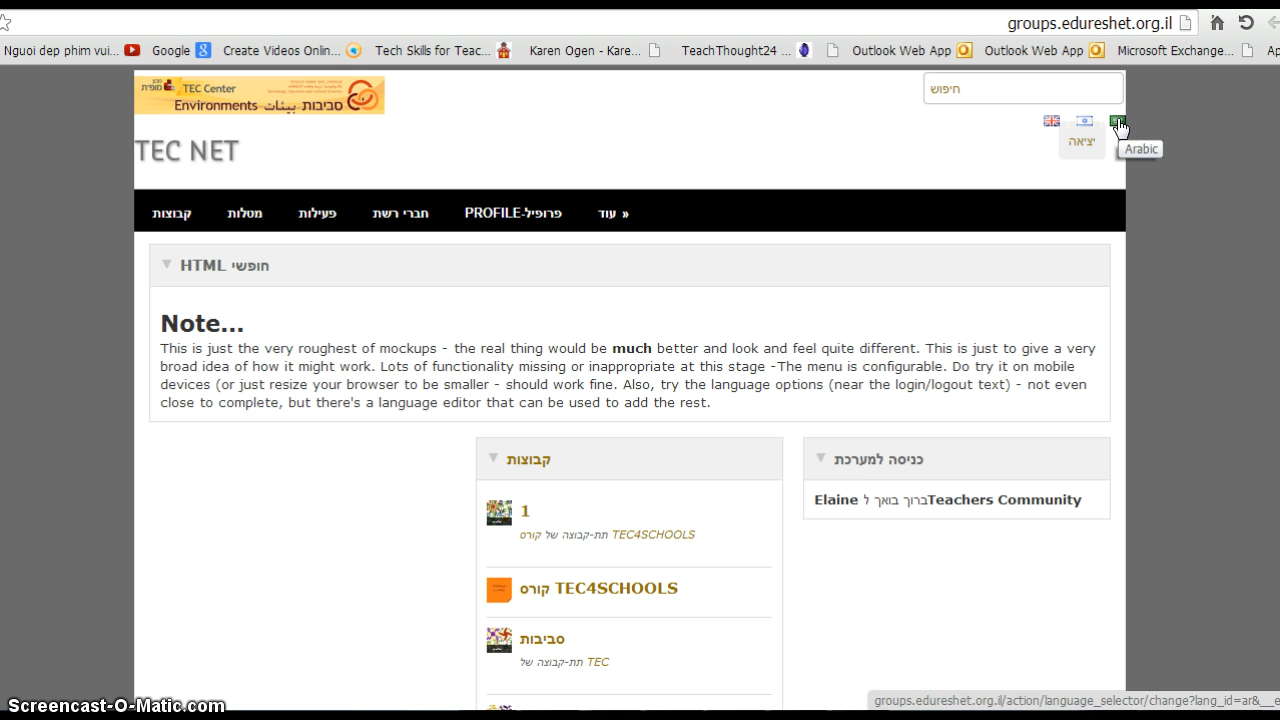 groups.edureshet.org.il
Nguoi dep phim vui...
Google
Create Videos Onlin...
Tech Skills for Teac...
Karen Ogen - Kare...
TeachThought24 ...
Outlook Web App
Outlook Web App
Microsoft Exchange...
TEC Center
Environments بيئات סביבות
חיפוש
TEC NET
יציאה
Arabic
קבוצות
מטלות
פעילות
חברי רשת
פרופיל-PROFILE
עוד »
חופשי HTML
Note...
This is just the very roughest of mockups - the real thing would be much better and look and feel quite different. This is just to give a very
broad idea of how it might work. Lots of functionality missing or inappropriate at this stage -The menu is configurable. Do try it on mobile
devices (or just resize your browser to be smaller - should work fine. Also, try the language options (near the login/logout text) - not even
close to complete, but there's a language editor that can be used to add the rest.
קבוצות
1
תת-קבוצה של קורס TEC4SCHOOLS
קורס TEC4SCHOOLS
סביבות
תת-קבוצה של TEC
כניסה למערכת
Elaine ברוך בואך ל Teachers Community
groups.edureshet.org.il/action/language_selector/change?lang_id=ar&__e
Screencast-O-Matic.com